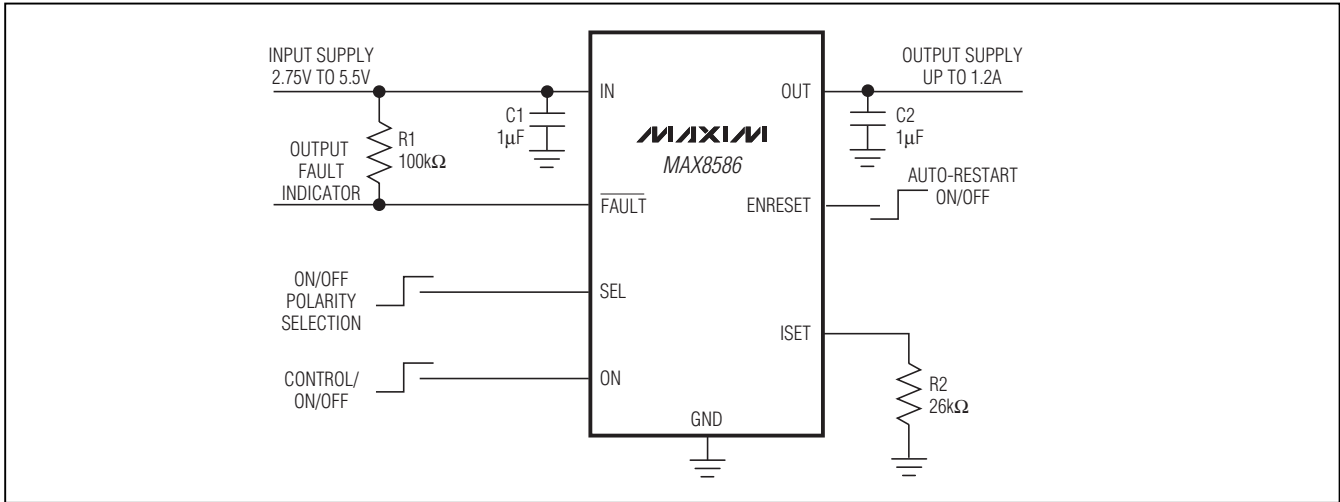 INPUT SUPPLY
2.75V TO 5.5V
OUTPUT SUPPLY
UP TO 1.2A
IN
OUT
C1
1μF
C2
1μF
MAXIM
MAX8586
R1
100kΩ
OUTPUT
FAULT
INDICATOR
FAULT
ENRESET
AUTO-RESTART
ON/OFF
ON/OFF
POLARITY
SELECTION
SEL
ISET
CONTROL/
ON/OFF
ON
R2
26kΩ
GND